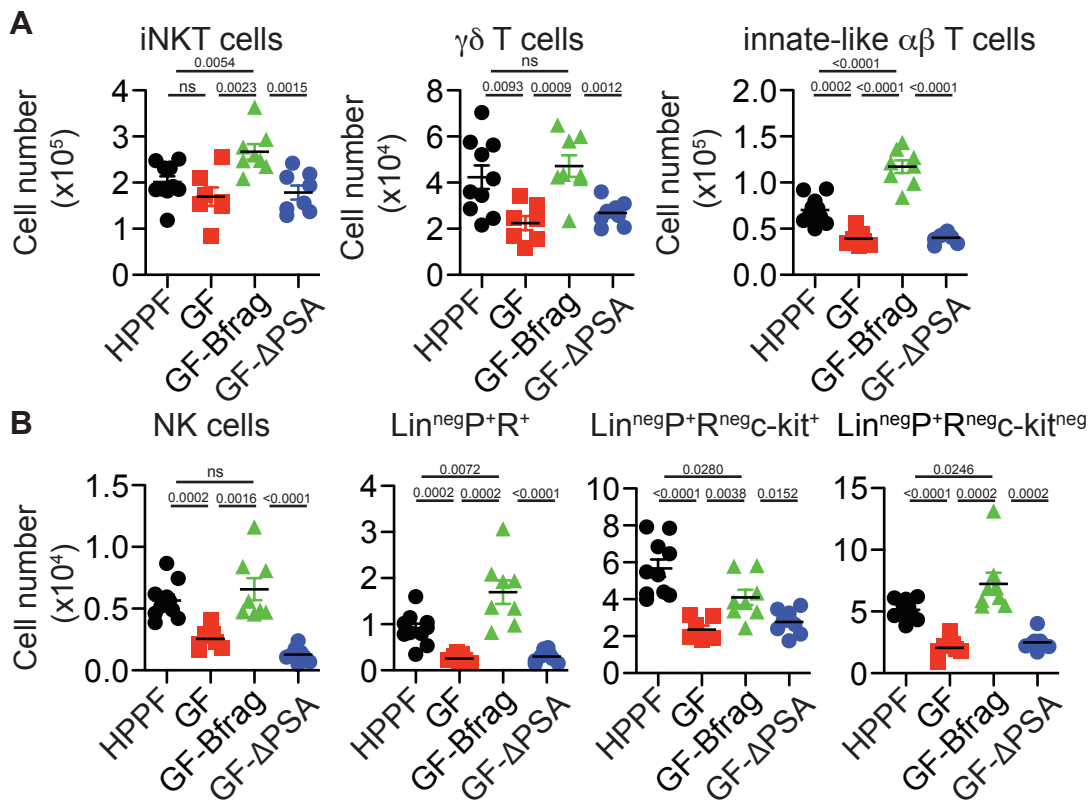 A
iNKT cells
γδ T cells
innate-like αβ T cells
0.0054
ns 0.0023 0.0015
ns
0.0093 0.0009 0.0012
<0.0001
0.0002 <0.0001 <0.0001
Cell number
(x10⁵)
4
3
2
1
0
HPPF
GF
GF-Bfrag
GF-ΔPSA
Cell number
(x10⁴)
8
6
4
2
0
HPPF
GF
GF-Bfrag
GF-ΔPSA
Cell number
(x10⁵)
2.0
1.5
1.0
0.5
0.0
HPPF
GF
GF-Bfrag
GF-ΔPSA
B
NK cells
LinⁿᵉᵍP⁺R⁺
LinⁿᵉᵍP⁺Rⁿᵉᵍc-kit⁺
LinⁿᵉᵍP⁺Rⁿᵉᵍc-kitⁿᵉᵍ
ns
0.0002 0.0016 <0.0001
0.0072
0.0002 0.0002 <0.0001
0.0280
<0.0001 0.0038 0.0152
0.0246
<0.0001 0.0002 0.0002
Cell number
(x10⁴)
1.5
1.0
0.5
0.0
HPPF
GF
GF-Bfrag
GF-ΔPSA
4
3
2
1
0
HPPF
GF
GF-Bfrag
GF-ΔPSA
10
8
6
4
2
0
HPPF
GF
GF-Bfrag
GF-ΔPSA
15
10
5
0
HPPF
GF
GF-Bfrag
GF-ΔPSA